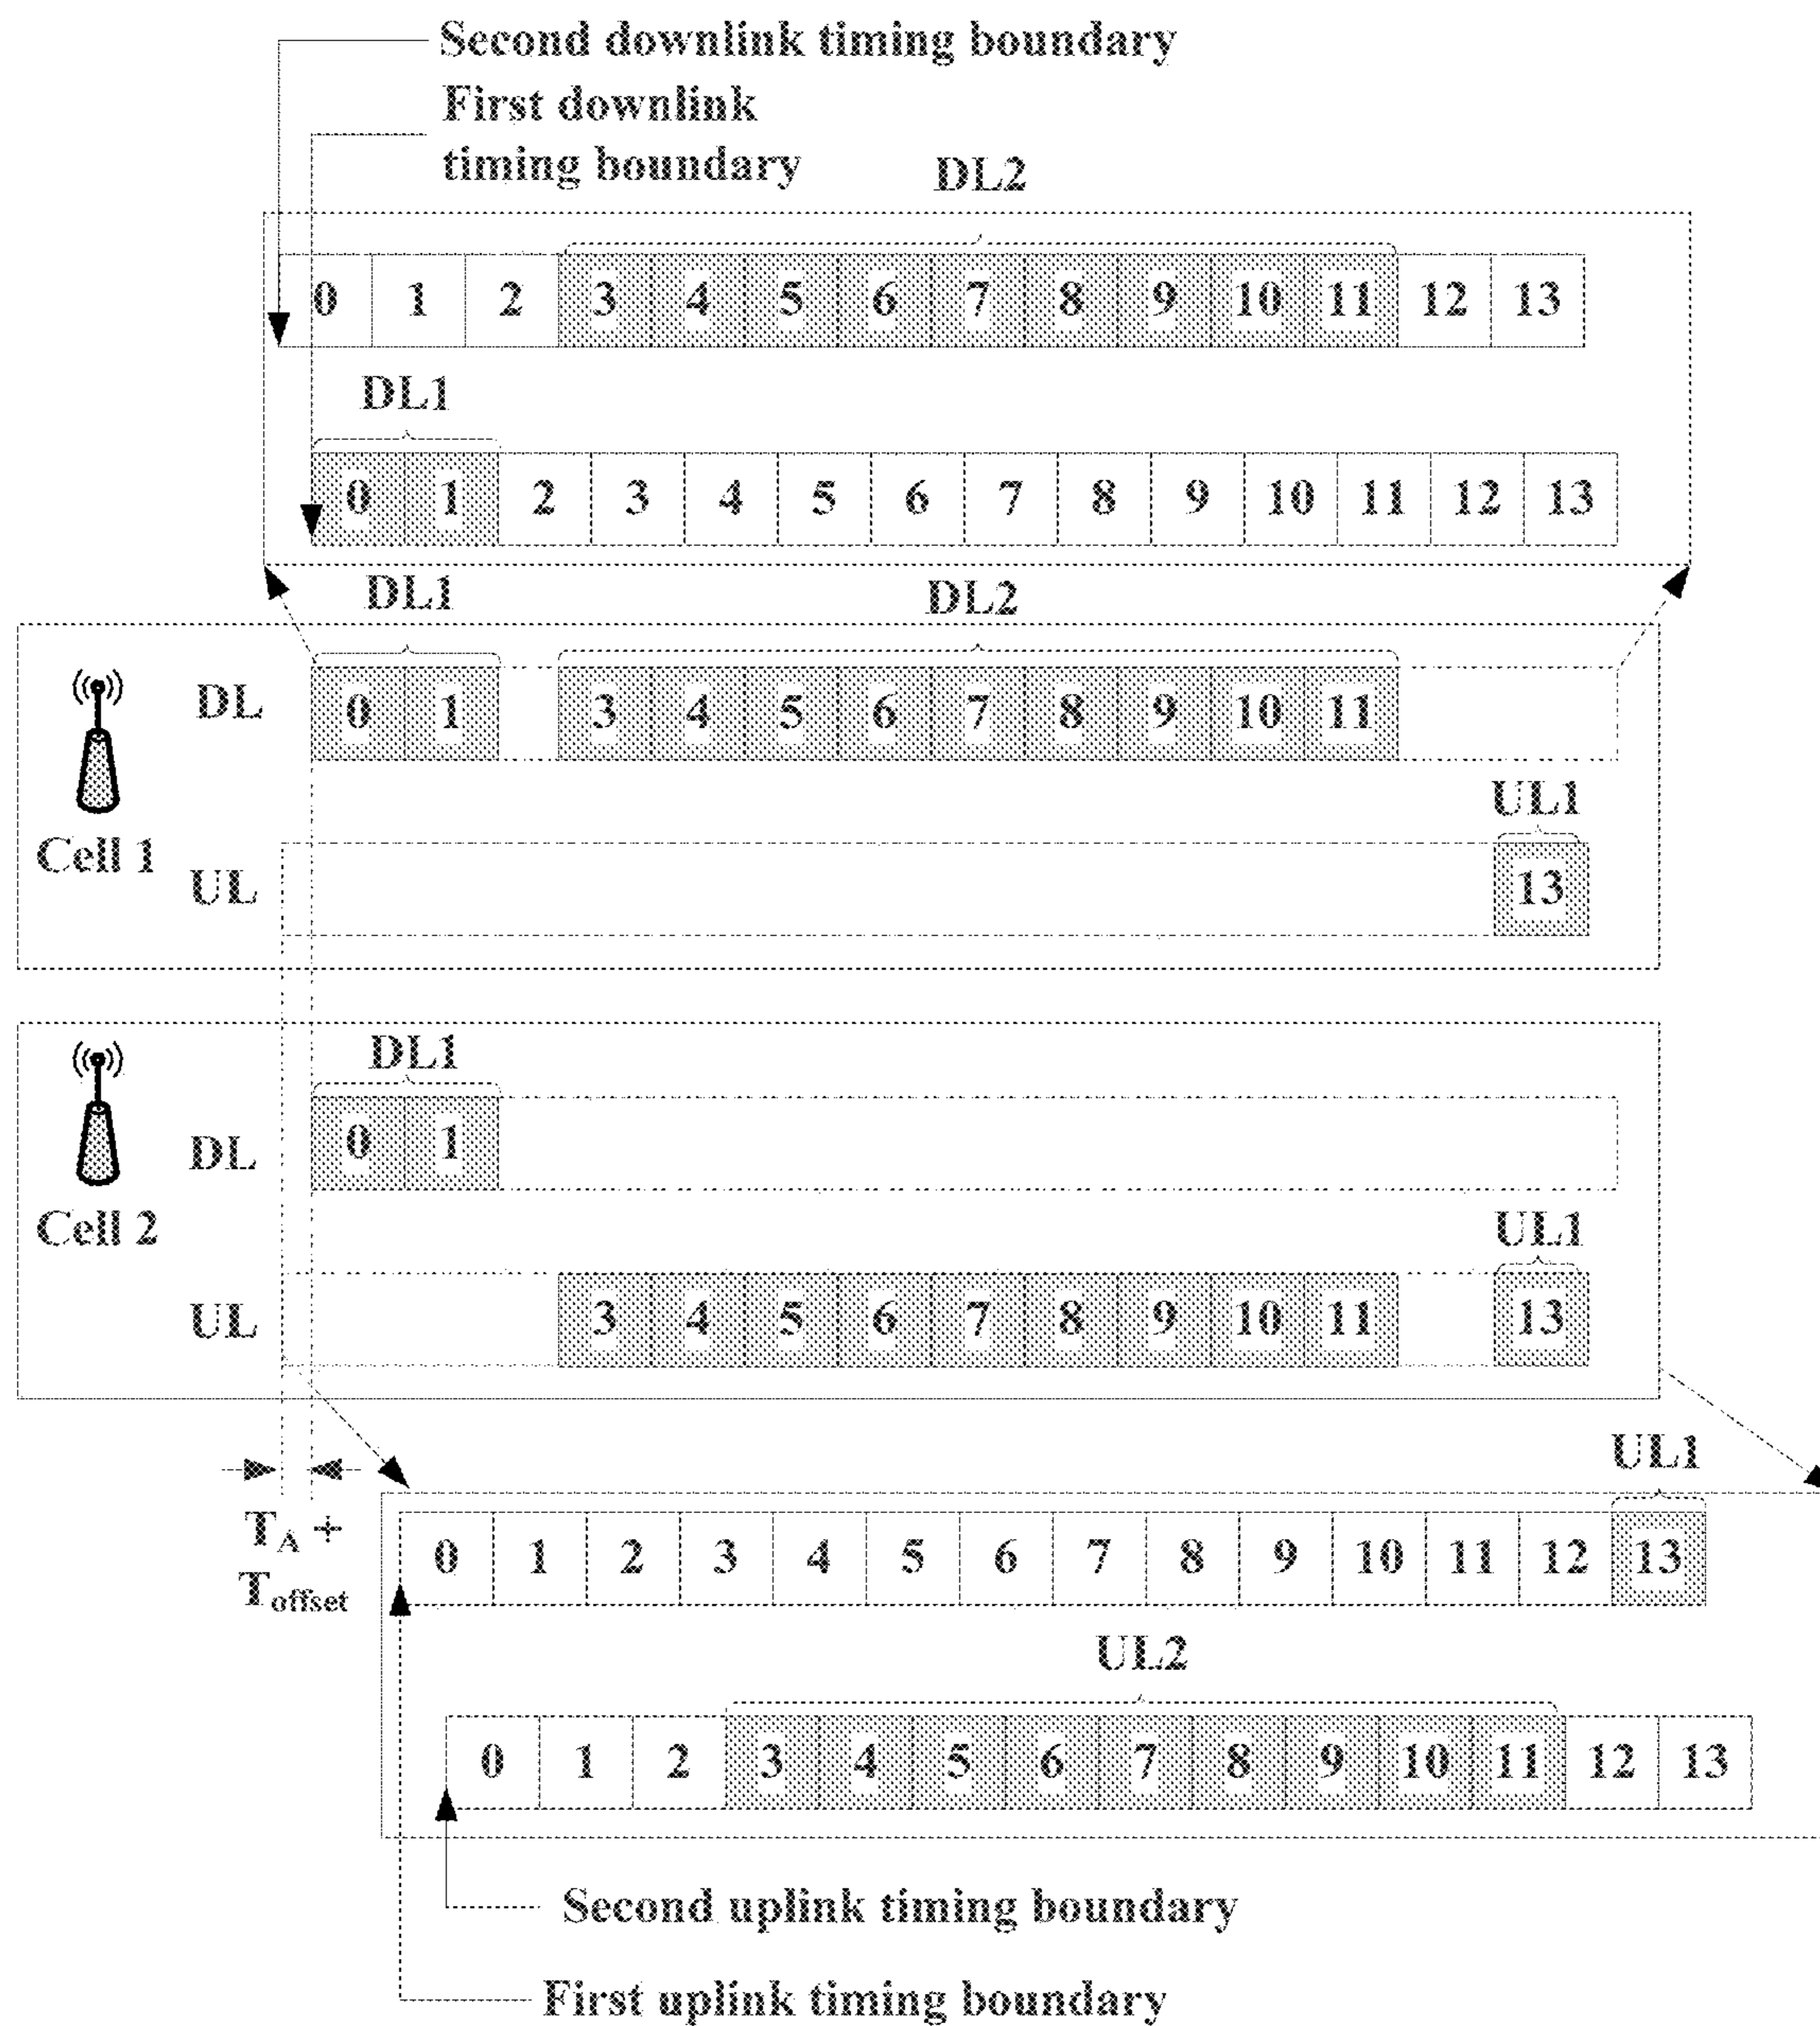 Second downlink timing boundary
First downlink
timing boundary
DL2
0 1 2 3 4 5 6 7 8 9 10 11 12 13
DL1
0 1 2 3 4 5 6 7 8 9 10 11 12 13
DL1 DL2
DL 0 1 3 4 5 6 7 8 9 10 11
UL1
Cell 1
UL 13
DL1
DL 0 1
Cell 2
UL1
UL 3 4 5 6 7 8 9 10 11 13
UL1
TA +
Toffset
0 1 2 3 4 5 6 7 8 9 10 11 12 13
UL2
0 1 2 3 4 5 6 7 8 9 10 11 12 13
Second uplink timing boundary
First uplink timing boundary